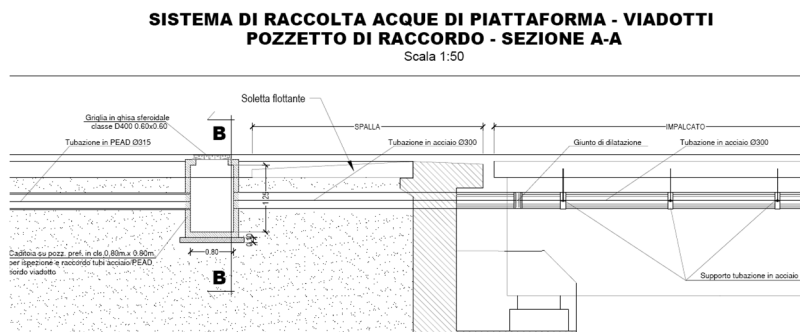 SISTEMA DI RACCOLTA ACQUE DI PIATTAFORMA - VIADOTTI
POZZETTO DI RACCORDO - SEZIONE A-A
Scala 1:50
Soletta flottante
Griglia in ghisa sferoidale
classe D400 0.60x0.60
B
SPALLA
IMPALCATO
Tubazione in PEAD Ø315
Tubazione in acciaio Ø300
Giunto di dilatazione
Tubazione in acciaio Ø300
1.25
0.80
Caditoia su pozz. pref. in cls.0,80m.x 0.80m.
per ispezione e raccordo tubi acciaio/PEAD
bordo viadotto
B
Supporto tubazione in acciaio